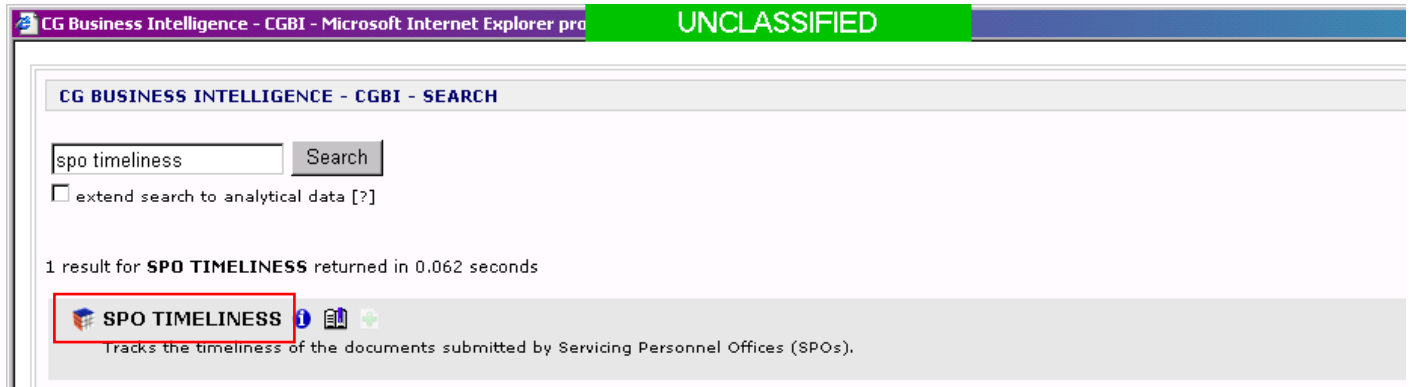 CG Business Intelligence - CGBI - Microsoft Internet Explorer pro
UNCLASSIFIED
CG BUSINESS INTELLIGENCE - CGBI - SEARCH
spo timeliness Search
extend search to analytical data [?]
1 result for SPO TIMELINESS returned in 0.062 seconds
SPO TIMELINESS
Tracks the timeliness of the documents submitted by Servicing Personnel Offices (SPOs).